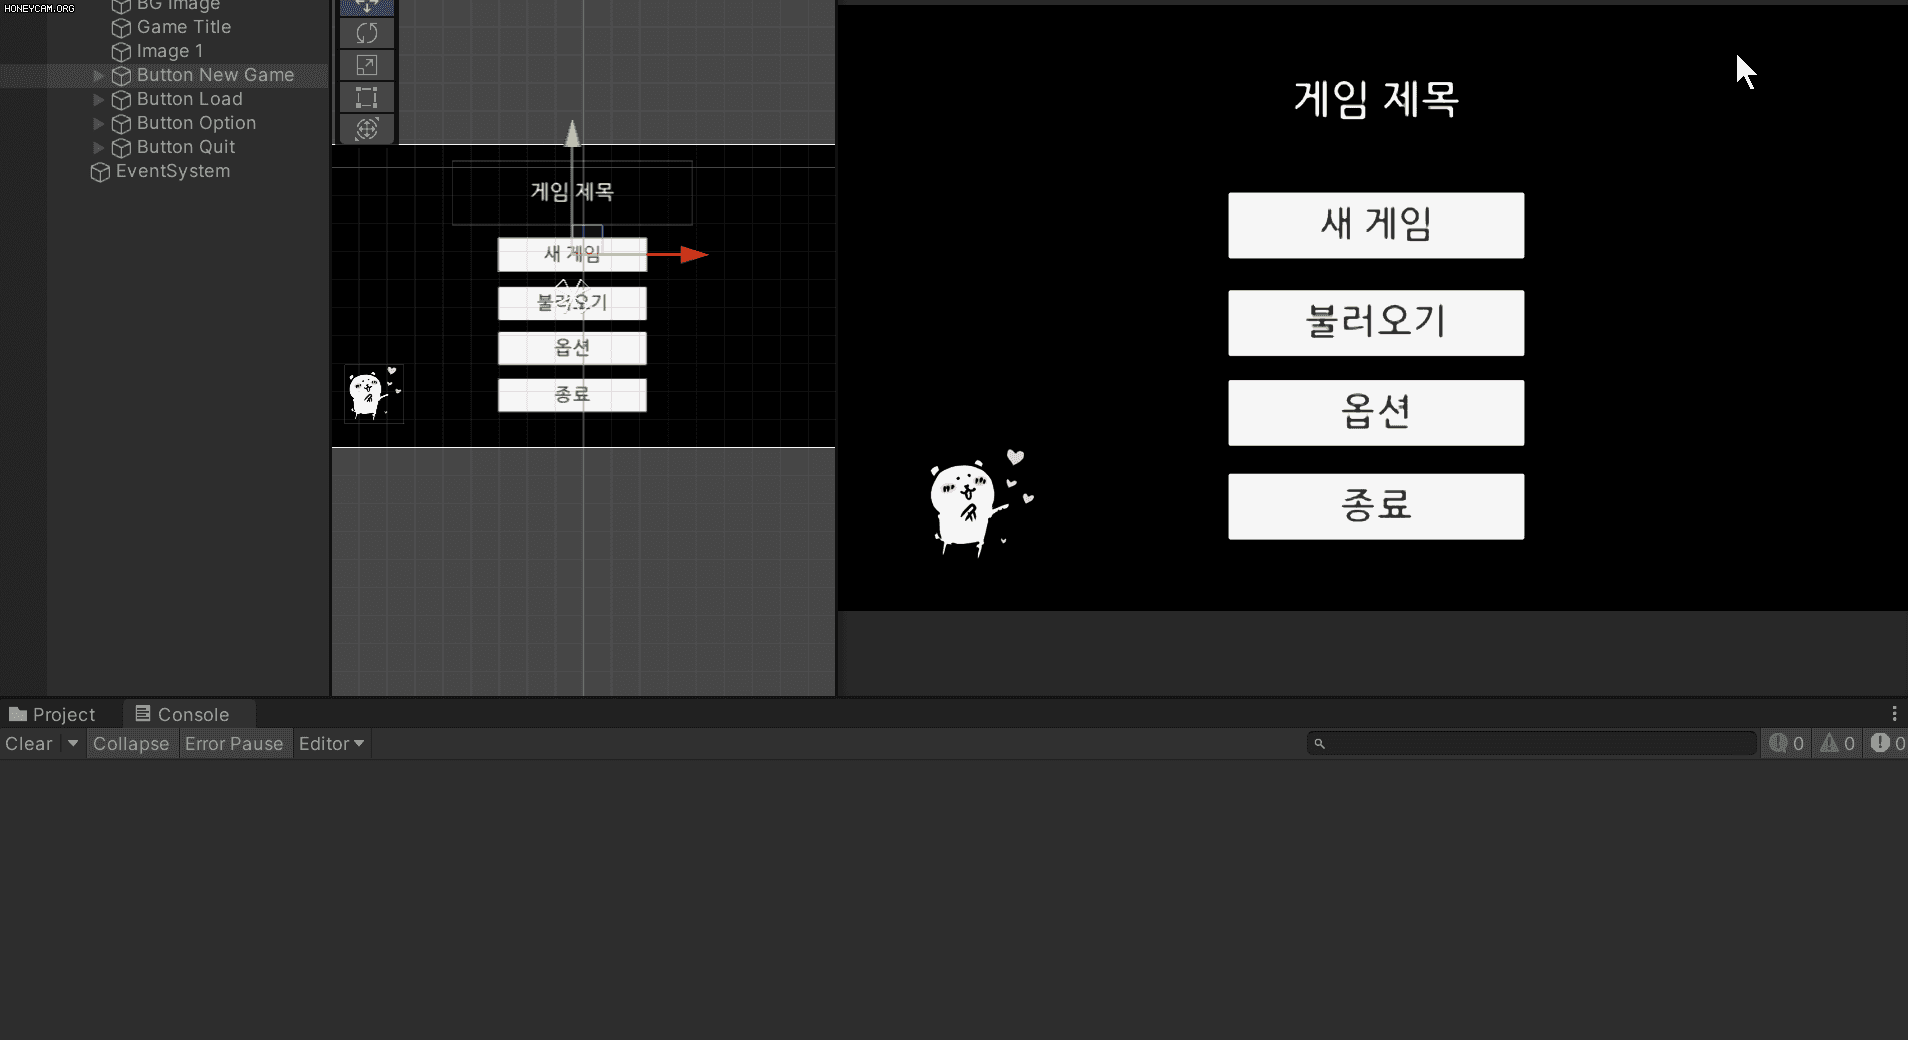 HONEYCAM.ORG
BG Image
Game Title
Image 1
Button New Game
Button Load
Button Option
Button Quit
EventSystem
게임 제목
새 게임
불러오기
옵션
종료
게임 제목
새 게임
불러오기
옵션
종료
Project
Console
Clear
Collapse
Error Pause
Editor
0
0
0